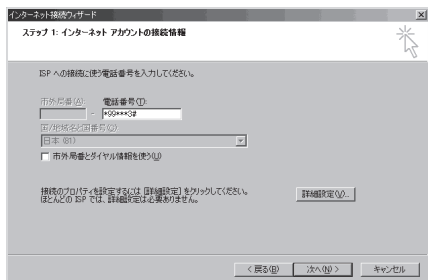 インターネット接続ウィザード
ステップ 1: インターネット アカウントの接続情報
ISP への接続に使う電話番号を入力してください。
市外局番(A): 電話番号(T):
- *99***3#
国/地域名と国番号(O)
日本 (81)
市外局番とダイヤル情報を使う(U)
接続のプロパティを設定するには [詳細設定] をクリックしてください。
ほとんどの ISP では、詳細設定は必要ありません。
詳細設定(V)...
< 戻る(B) 次へ(N) > キャンセル